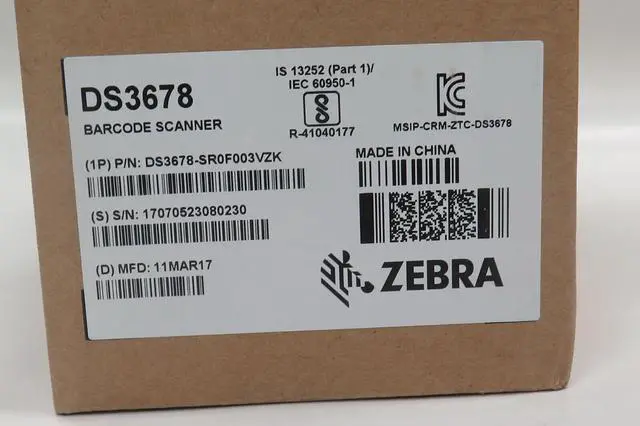 DS3678
BARCODE SCANNER
IS 13252 (Part 1)/
IEC 60950-1
R-41040177
MSIP-CRM-ZTC-DS3678
(1P) P/N: DS3678-SR0F003VZK
MADE IN CHINA
(S) S/N: 17070523080230
(D) MFD: 11MAR17
ZEBRA